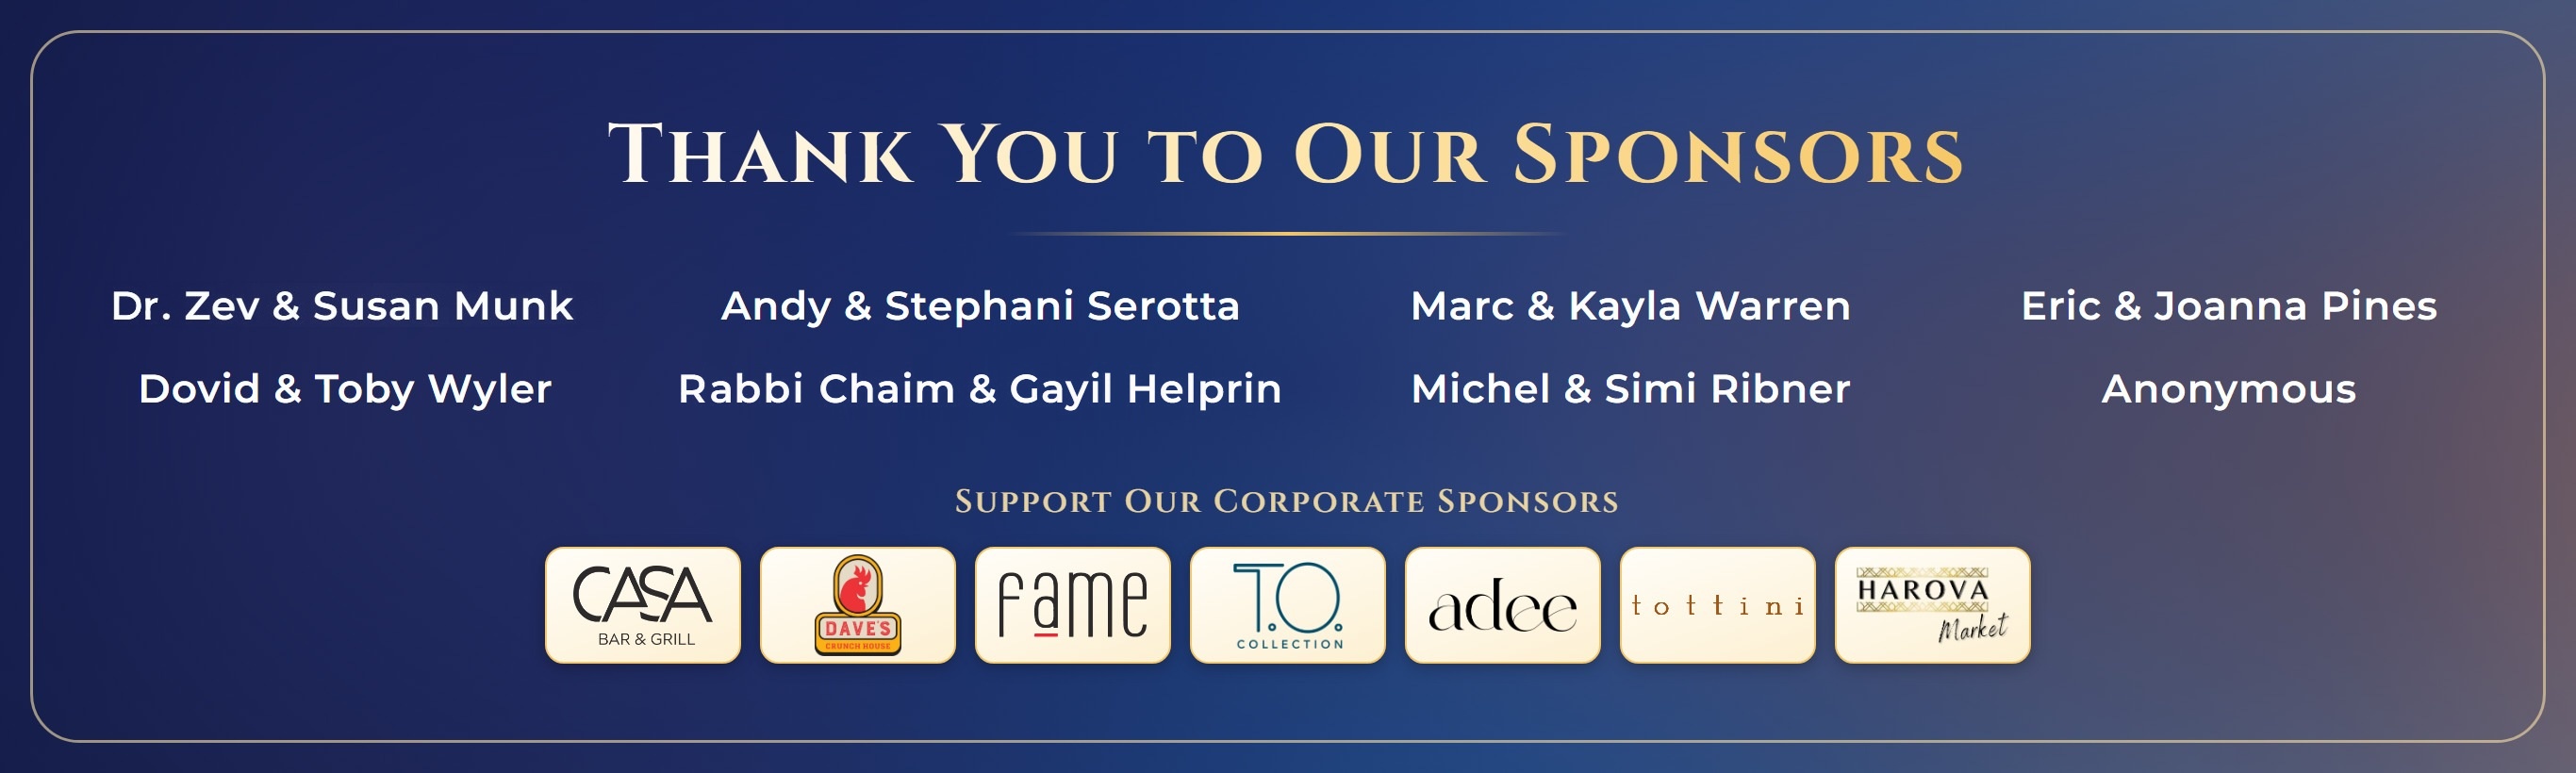 Thank You to Our Sponsors
Dr. Zev & Susan Munk Andy & Stephani Serotta Marc & Kayla Warren Eric & Joanna Pines
Dovid & Toby Wyler Rabbi Chaim & Gayil Helprin Michel & Simi Ribner Anonymous
Support Our Corporate Sponsors
CASA
BAR & GRILL
DAVE'S
CRUNCH HOUSE
fame
T.O.
COLLECTION
adee
tottini
HAROVA
Market